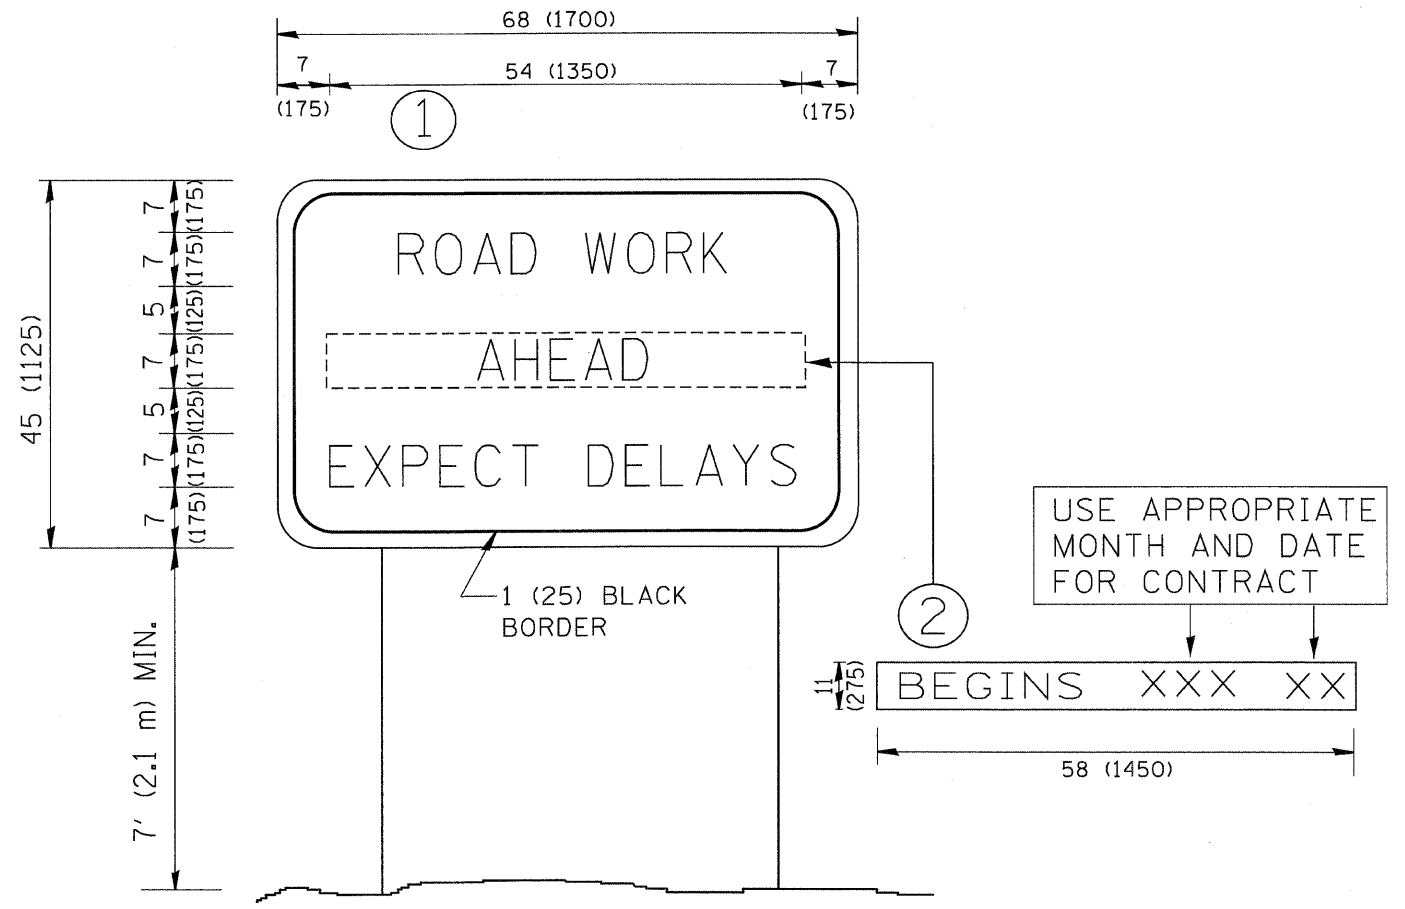 68 (1700)
7
54 (1350)
7
(175)
(175)
1
45 (1125)
7
(175)
7
(175)
5
(125)
7
(175)
5
(125)
7
(175)
7
(175)
ROAD WORK
AHEAD
EXPECT DELAYS
1 (25) BLACK
BORDER
7' (2.1 m) MIN.
USE APPROPRIATE
MONTH AND DATE
FOR CONTRACT
2
11
(275)
BEGINS XXX XX
58 (1450)